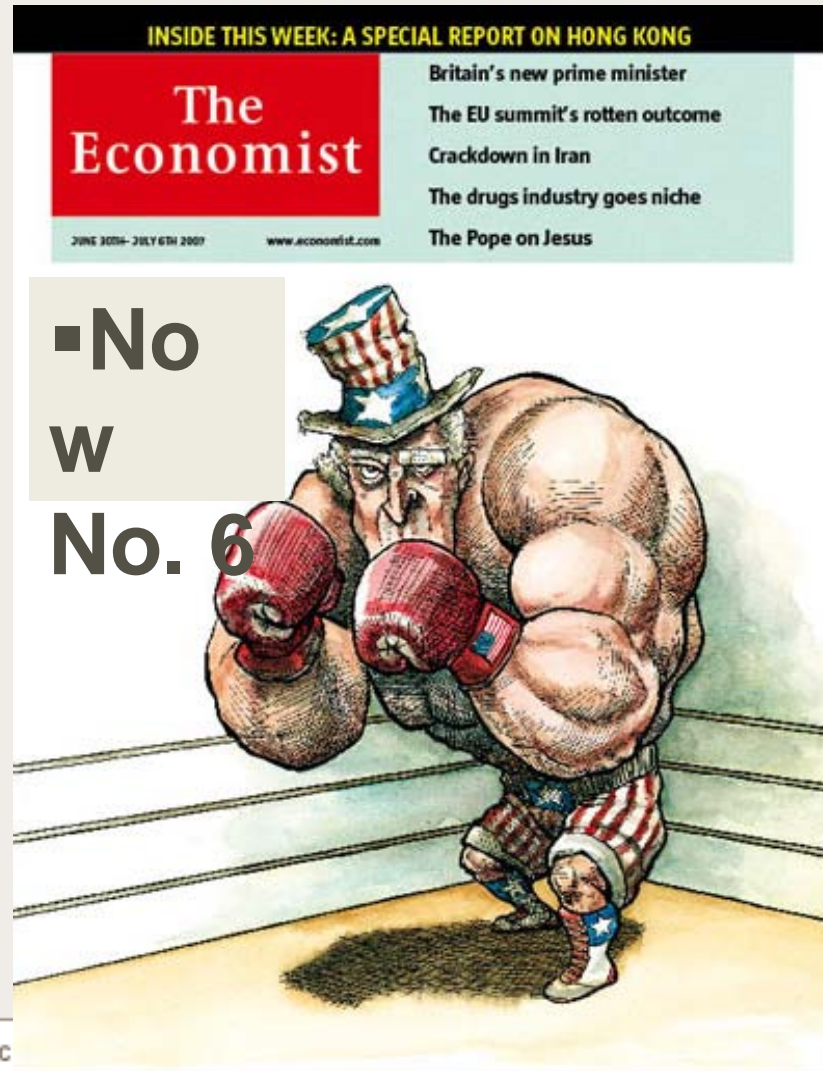 INSIDE THIS WEEK: A SPECIAL REPORT ON HONG KONG
The
Economist
JUNE 30TH- JULY 6TH 2007 www.economist.com
Britain's new prime minister
The EU summit's rotten outcome
Crackdown in Iran
The drugs industry goes niche
The Pope on Jesus
▪No
w
No. 6